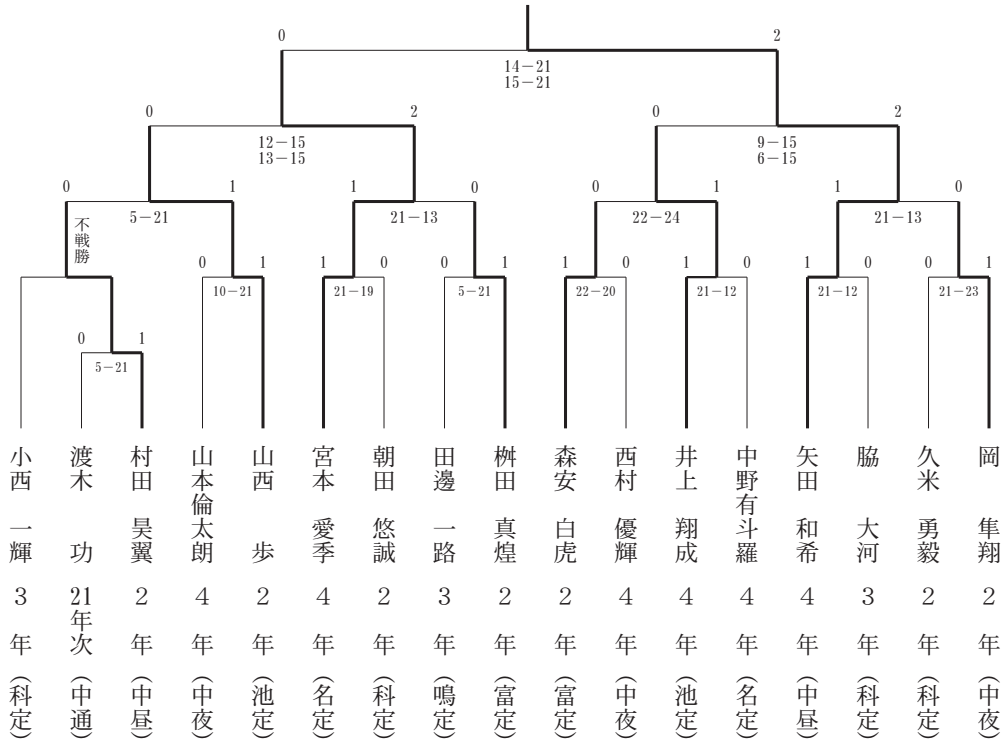 0 2
14－21
15－21
0 2 0 2
12－15 9－15
13－15 6－15
0 1 1 0 0 1 1 0
5－21 21－13 22－24 21－13
不戦勝
0 1 1 0 0 1 1 0 1 0 1 0 0 1
10－21 21－19 5－21 22－20 21－12 21－12 21－23
0 1
5－21
小西 一輝 3年 （科定）
渡木 功 21年次 （中通）
村田 昊翼 2年 （中昼）
山本倫太朗 4年 （中夜）
山西 歩 2年 （池定）
宮本 愛季 4年 （名定）
朝田 悠誠 2年 （科定）
田邊 一路 3年 （鳴定）
桝田 真煌 2年 （富定）
森安 白虎 2年 （富定）
西村 優輝 4年 （中夜）
井上 翔成 4年 （池定）
中野有斗羅 4年 （名定）
矢田 和希 4年 （中昼）
脇 大河 3年 （科定）
久米 勇毅 2年 （科定）
岡 隼翔 2年 （中夜）